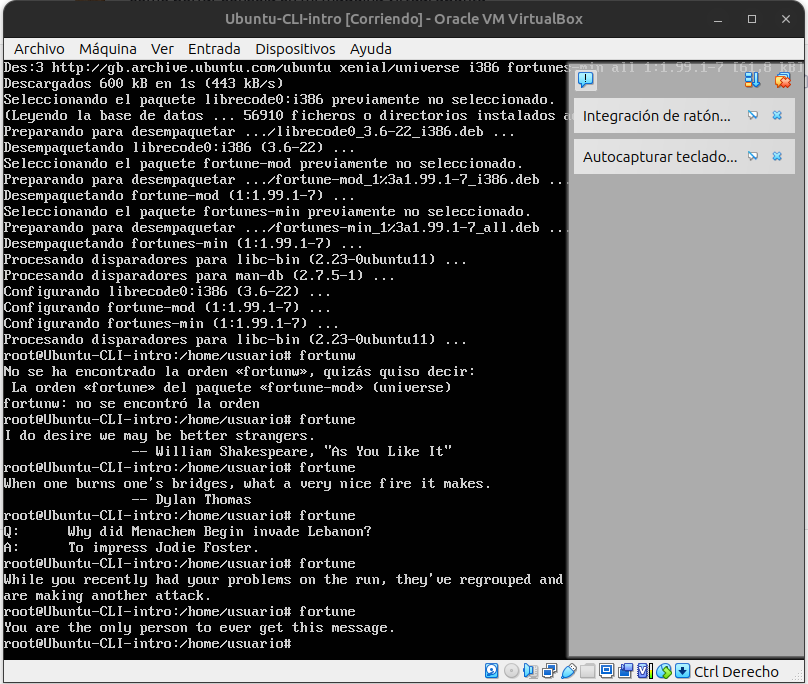 Ubuntu-CLI-intro [Corriendo] - Oracle VM VirtualBox
Archivo Máquina Ver Entrada Dispositivos Ayuda
Des:3 http://gb.archive.ubuntu.com/ubuntu xenial/universe i386 fortunes-min all 1:1.99.1-7 [61,8 kB]
Descargados 600 kB en 1s (443 kB/s)
Seleccionando el paquete librecode0:i386 previamente no seleccionado.
(Leyendo la base de datos ... 56910 ficheros o directorios instalados a
Preparando para desempaquetar .../librecode0_3.6-22_i386.deb ...
Desempaquetando librecode0:i386 (3.6-22) ...
Seleccionando el paquete fortune-mod previamente no seleccionado.
Preparando para desempaquetar .../fortune-mod_1%3a1.99.1-7_i386.deb ...
Desempaquetando fortune-mod (1:1.99.1-7) ...
Seleccionando el paquete fortunes-min previamente no seleccionado.
Preparando para desempaquetar .../fortunes-min_1%3a1.99.1-7_all.deb ...
Desempaquetando fortunes-min (1:1.99.1-7) ...
Procesando disparadores para libc-bin (2.23-0ubuntu11) ...
Procesando disparadores para man-db (2.7.5-1) ...
Configurando librecode0:i386 (3.6-22) ...
Configurando fortune-mod (1:1.99.1-7) ...
Configurando fortunes-min (1:1.99.1-7) ...
Procesando disparadores para libc-bin (2.23-0ubuntu11) ...
root@Ubuntu-CLI-intro:/home/usuario# fortunw
No se ha encontrado la orden «fortunw», quizás quiso decir:
La orden «fortune» del paquete «fortune-mod» (universe)
fortunw: no se encontró la orden
root@Ubuntu-CLI-intro:/home/usuario# fortune
I do desire we may be better strangers.
-- William Shakespeare, "As You Like It"
root@Ubuntu-CLI-intro:/home/usuario# fortune
When one burns one's bridges, what a very nice fire it makes.
-- Dylan Thomas
root@Ubuntu-CLI-intro:/home/usuario# fortune
Q: Why did Menachem Begin invade Lebanon?
A: To impress Jodie Foster.
root@Ubuntu-CLI-intro:/home/usuario# fortune
While you recently had your problems on the run, they've regrouped and
are making another attack.
root@Ubuntu-CLI-intro:/home/usuario# fortune
You are the only person to ever get this message.
root@Ubuntu-CLI-intro:/home/usuario#
Integración de ratón...
Autocapturar teclado...
Ctrl Derecho